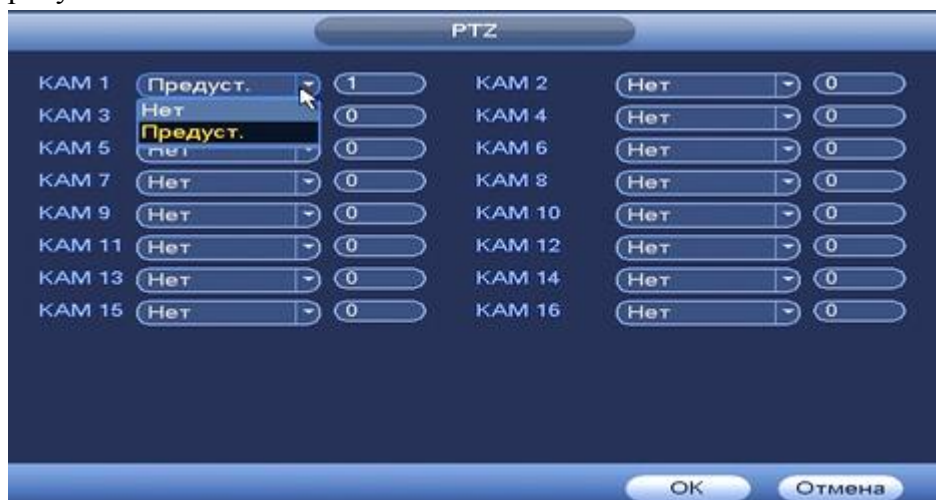 PTZ
КАМ 1 Предуст. 1 КАМ 2 Нет 0
КАМ 3 Нет 0 КАМ 4 Нет 0
Предуст.
КАМ 5 Нет 0 КАМ 6 Нет 0
КАМ 7 Нет 0 КАМ 8 Нет 0
КАМ 9 Нет 0 КАМ 10 Нет 0
КАМ 11 Нет 0 КАМ 12 Нет 0
КАМ 13 Нет 0 КАМ 14 Нет 0
КАМ 15 Нет 0 КАМ 16 Нет 0
ОК Отмена